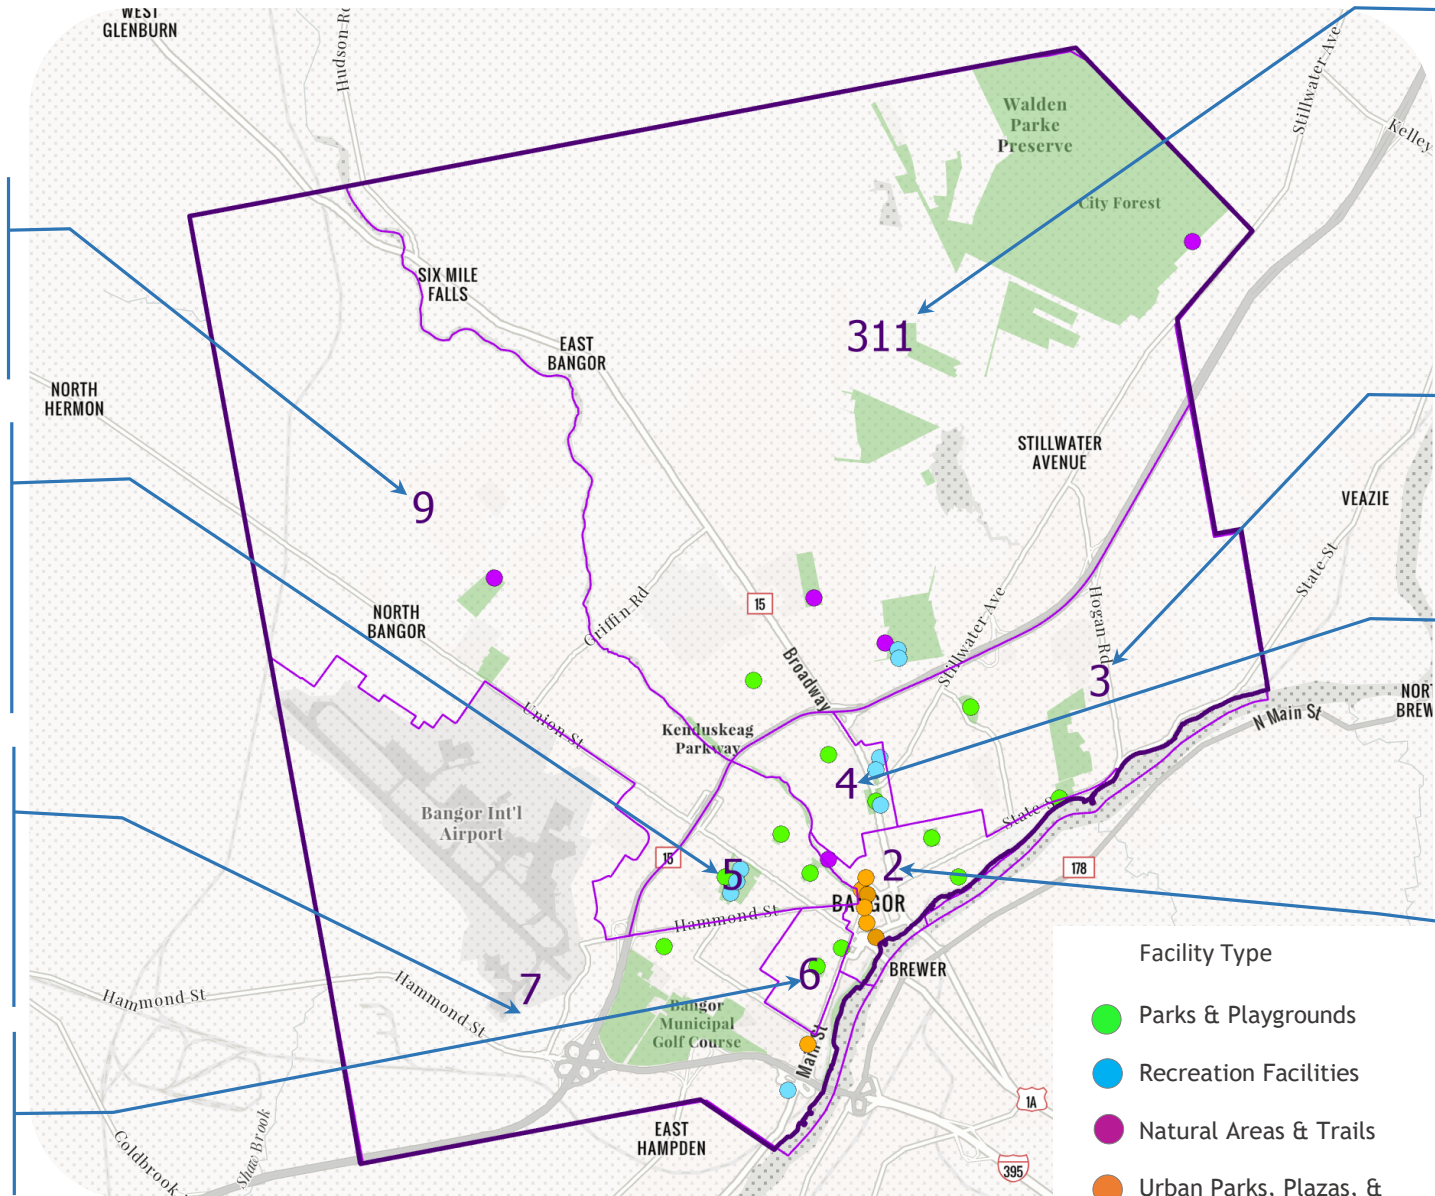 WEST
GLENBURN
Hudson Rd
Stillwater Ave
Kelley
Walden
Parke
Preserve
City Forest
SIX MILE
FALLS
311
EAST
BANGOR
NORTH
HERMON
STILLWATER
AVENUE
9
VEAZIE
State St
NORTH
BANGOR
Griffin Rd
15
Hogan Rd
Stillwater Ave
Broadway
3
Union St
Kenduskeag
Parkway
N Main St
4
Bangor Int'l
Airport
State S
15
5
2
178
BANGOR
Hammond St
BREWER
6
7
Hammond St
Hammond St
Bangor
Municipal
Golf Course
Main St
1A
EAST
HAMPDEN
Shaw Brook
Coldbrook
395
Facility Type
Parks & Playgrounds
Recreation Facilities
Natural Areas & Trails
Urban Parks, Plazas, &